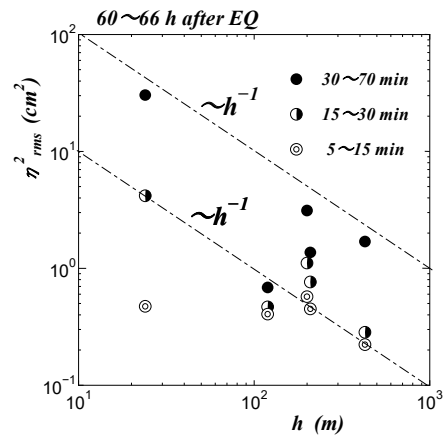 60~66 h after EQ
10²
30~70 min
~h⁻¹
15~30 min
5~15 min
10¹
η²rms (cm²)
~h⁻¹
10⁰
10⁻¹
10¹ 10² 10³
h (m)